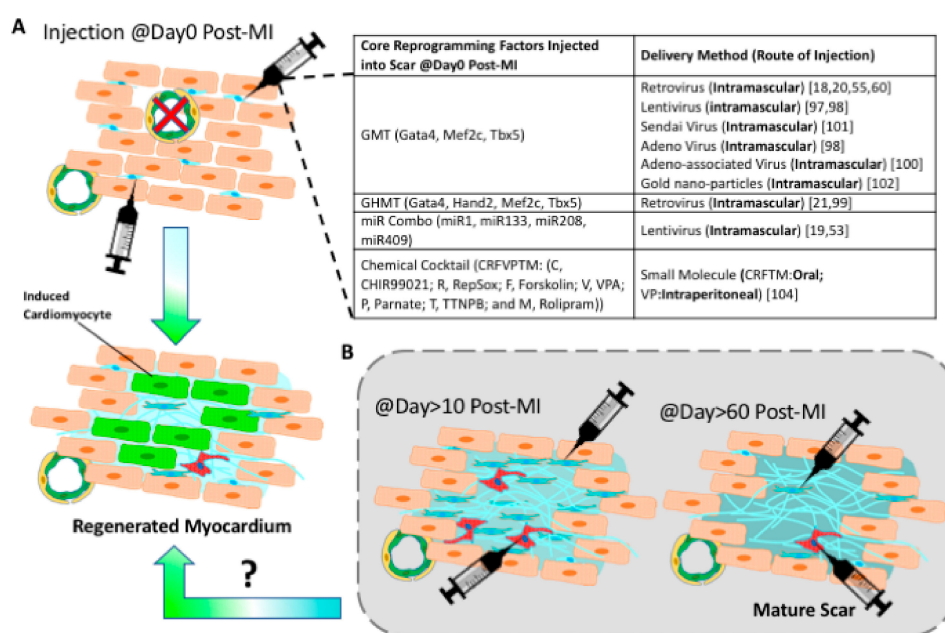 A
Injection @Day0 Post-MI
Core Reprogramming Factors Injected
into Scar @Day0 Post-MI
Delivery Method (Route of Injection)
GMT (Gata4, Mef2c, Tbx5)
Retrovirus (Intramascular) [18,20,55,60]
Lentivirus (intramascular) [97,98]
Sendai Virus (Intramascular) [101]
Adeno Virus (Intramascular) [98]
Adeno-associated Virus (Intramascular) [100]
Gold nano-particles (Intramascular) [102]
GHMT (Gata4, Hand2, Mef2c, Tbx5)
Retrovirus (Intramascular) [21,99]
miR Combo (miR1, miR133, miR208,
miR409)
Lentivirus (Intramascular) [19,53]
Chemical Cocktail (CRFVPTM: (C,
CHIR99021; R, RepSox; F, Forskolin; V, VPA;
P, Parnate; T, TTNPB; and M, Rolipram))
Small Molecule (CRFTM:Oral;
VP:Intraperitoneal) [104]
Induced
Cardiomyocyte
Regenerated Myocardium
?
B
@Day>10 Post-MI
@Day>60 Post-MI
Mature Scar